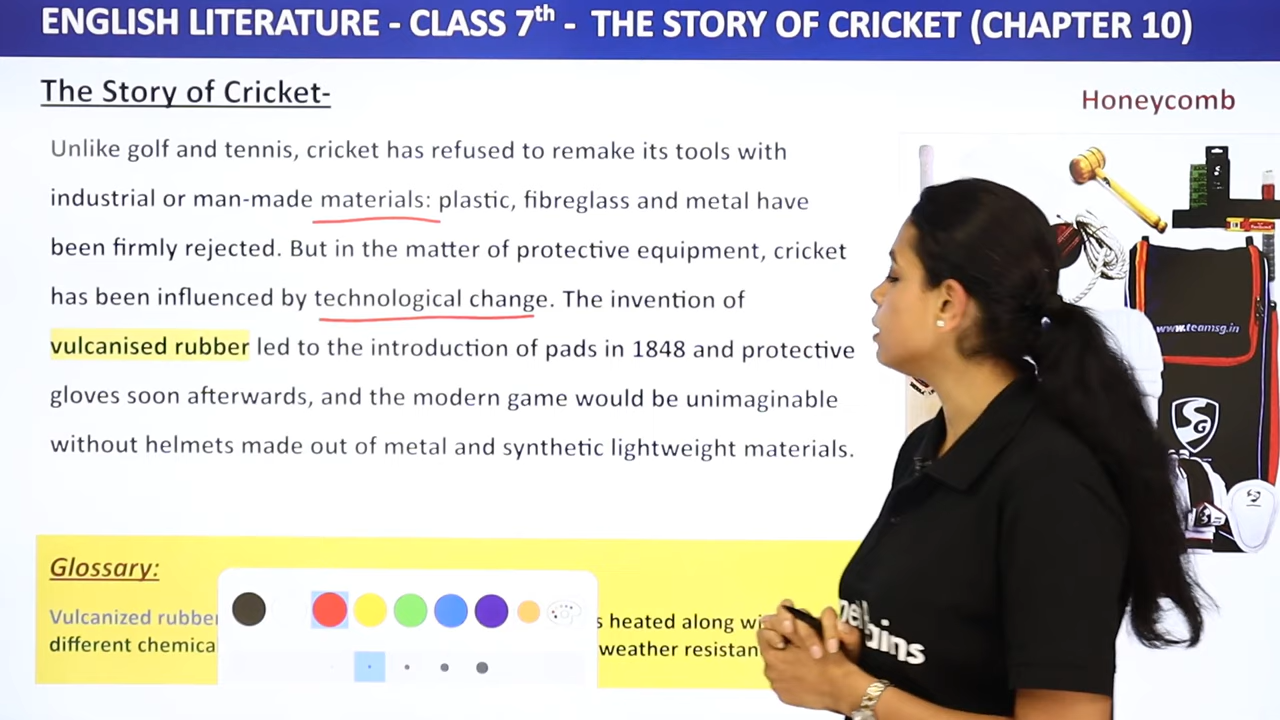 ENGLISH LITERATURE - CLASS 7th - THE STORY OF CRICKET (CHAPTER 10)
The Story of Cricket-
Honeycomb
Unlike golf and tennis, cricket has refused to remake its tools with
industrial or man-made materials: plastic, fibreglass and metal have
been firmly rejected. But in the matter of protective equipment, cricket
has been influenced by technological change. The invention of
vulcanised rubber led to the introduction of pads in 1848 and protective
gloves soon afterwards, and the modern game would be unimaginable
without helmets made out of metal and synthetic lightweight materials.
www.teamsg.in
SG
Glossary:
Vulcanized rubber
heated along
different
weather